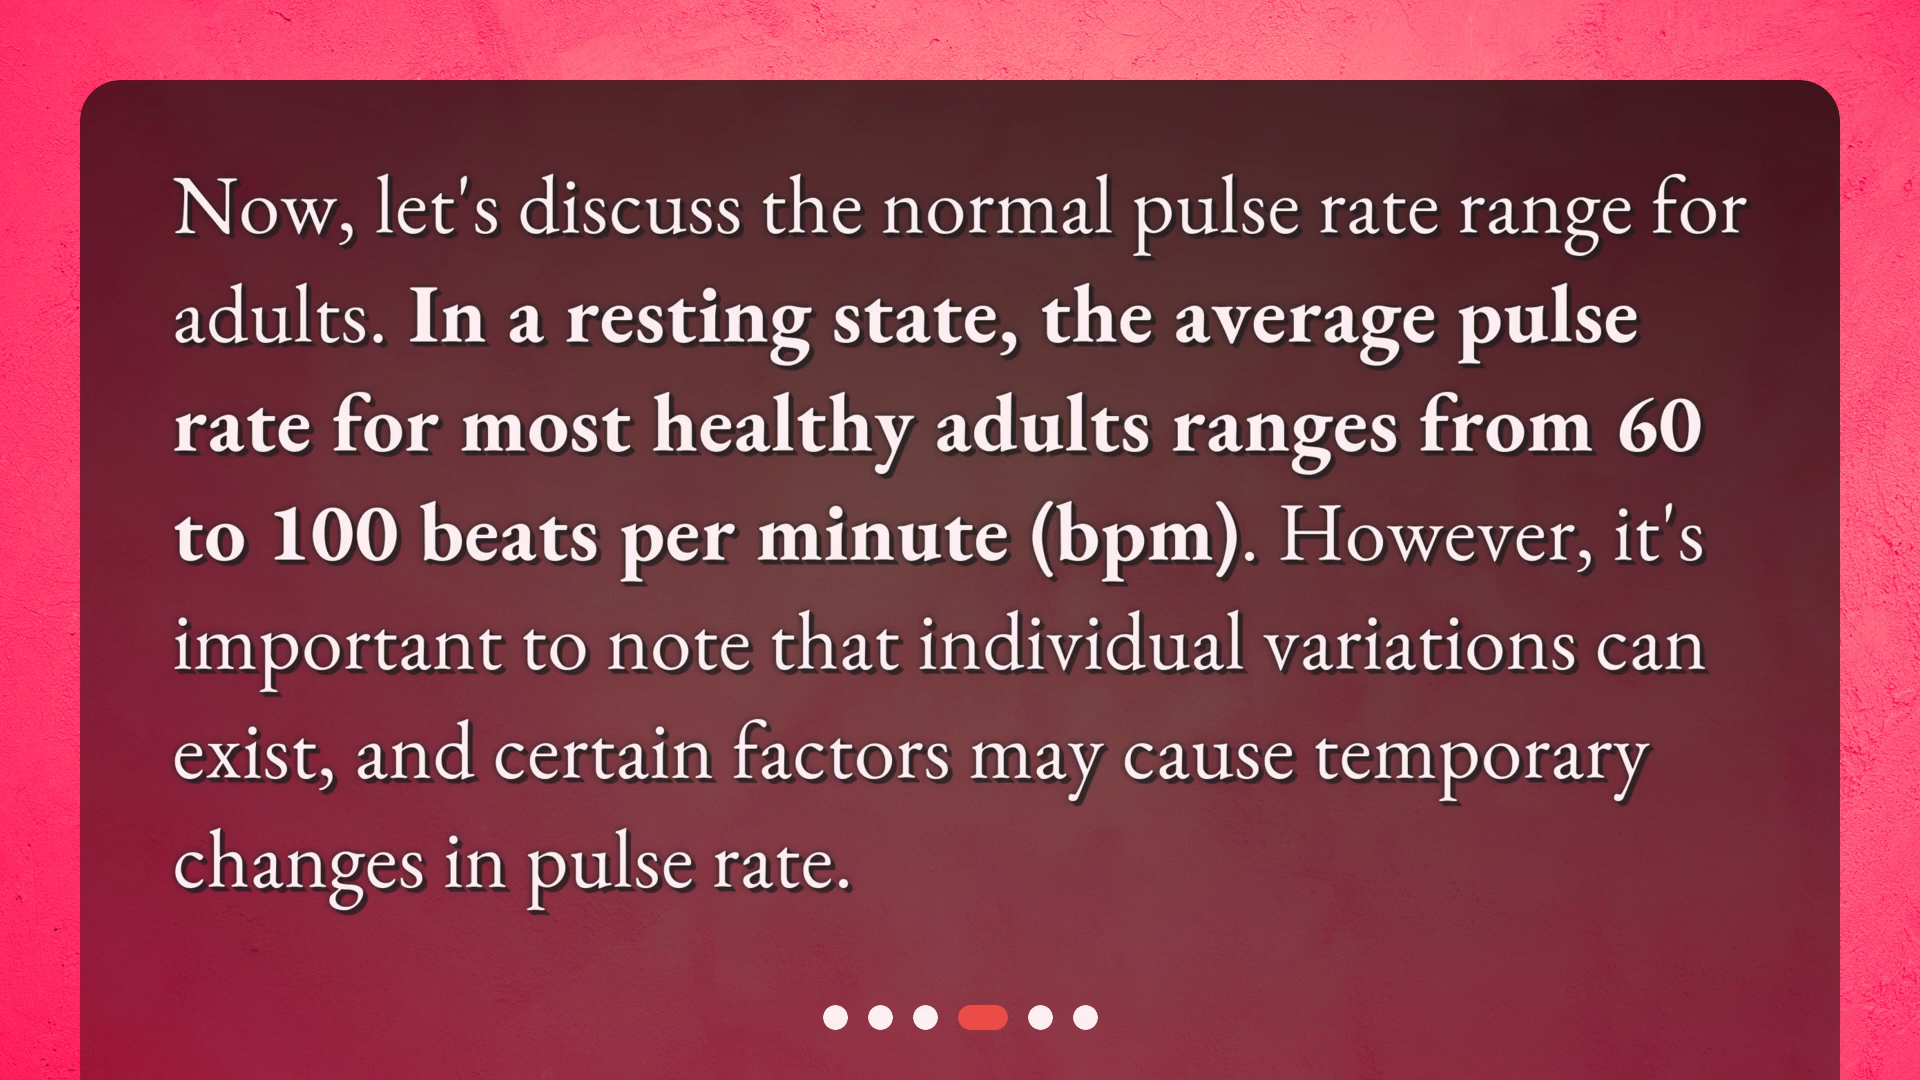 Now, let's discuss the normal pulse rate range for
adults. In a resting state, the average pulse
rate for most healthy adults ranges from 60
to 100 beats per minute (bpm). However, it's
important to note that individual variations can
exist, and certain factors may cause temporary
changes in pulse rate.